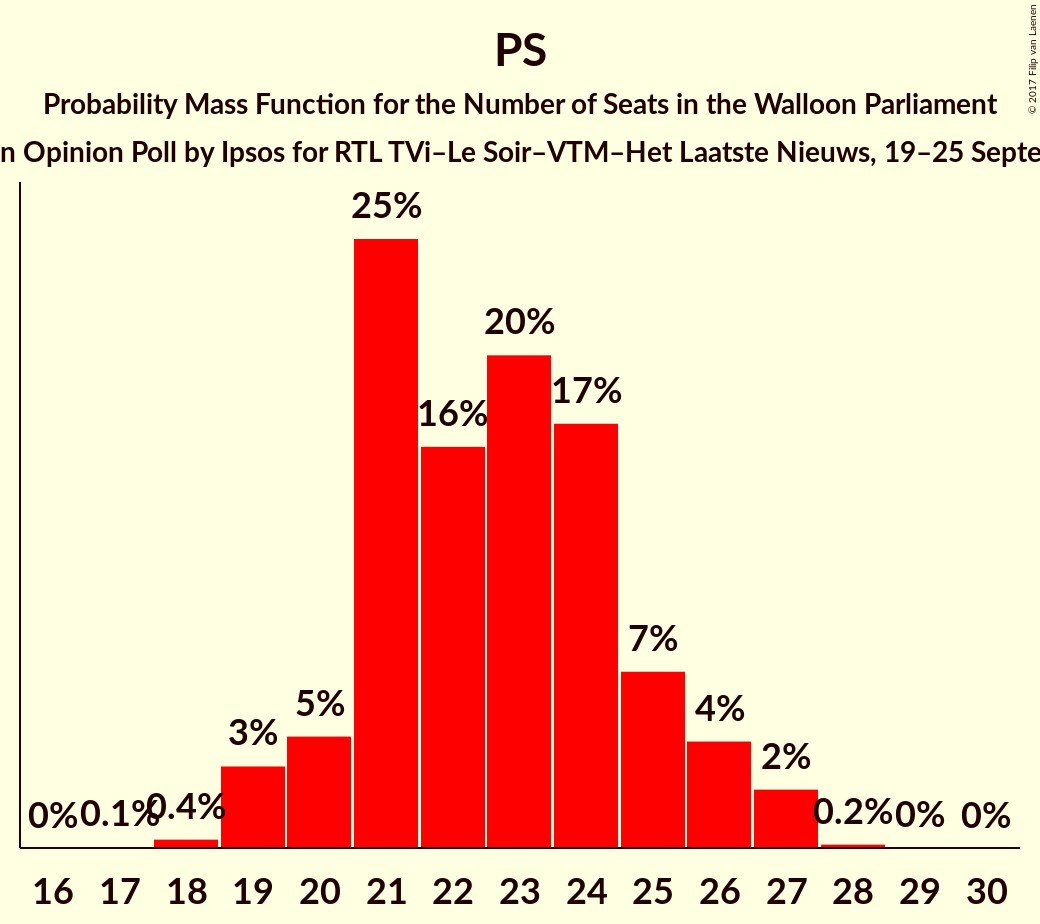 PS
Probability Mass Function for the Number of Seats in the Walloon Parliament
n Opinion Poll by Ipsos for RTL TVi–Le Soir–VTM–Het Laatste Nieuws, 19–25 Septe
© 2017 Filip van Laenen
25%
20%
17%
16%
7%
5%
4%
3%
2%
0% 0.1% 0.4% 0.2% 0% 0%
16 17 18 19 20 21 22 23 24 25 26 27 28 29 30